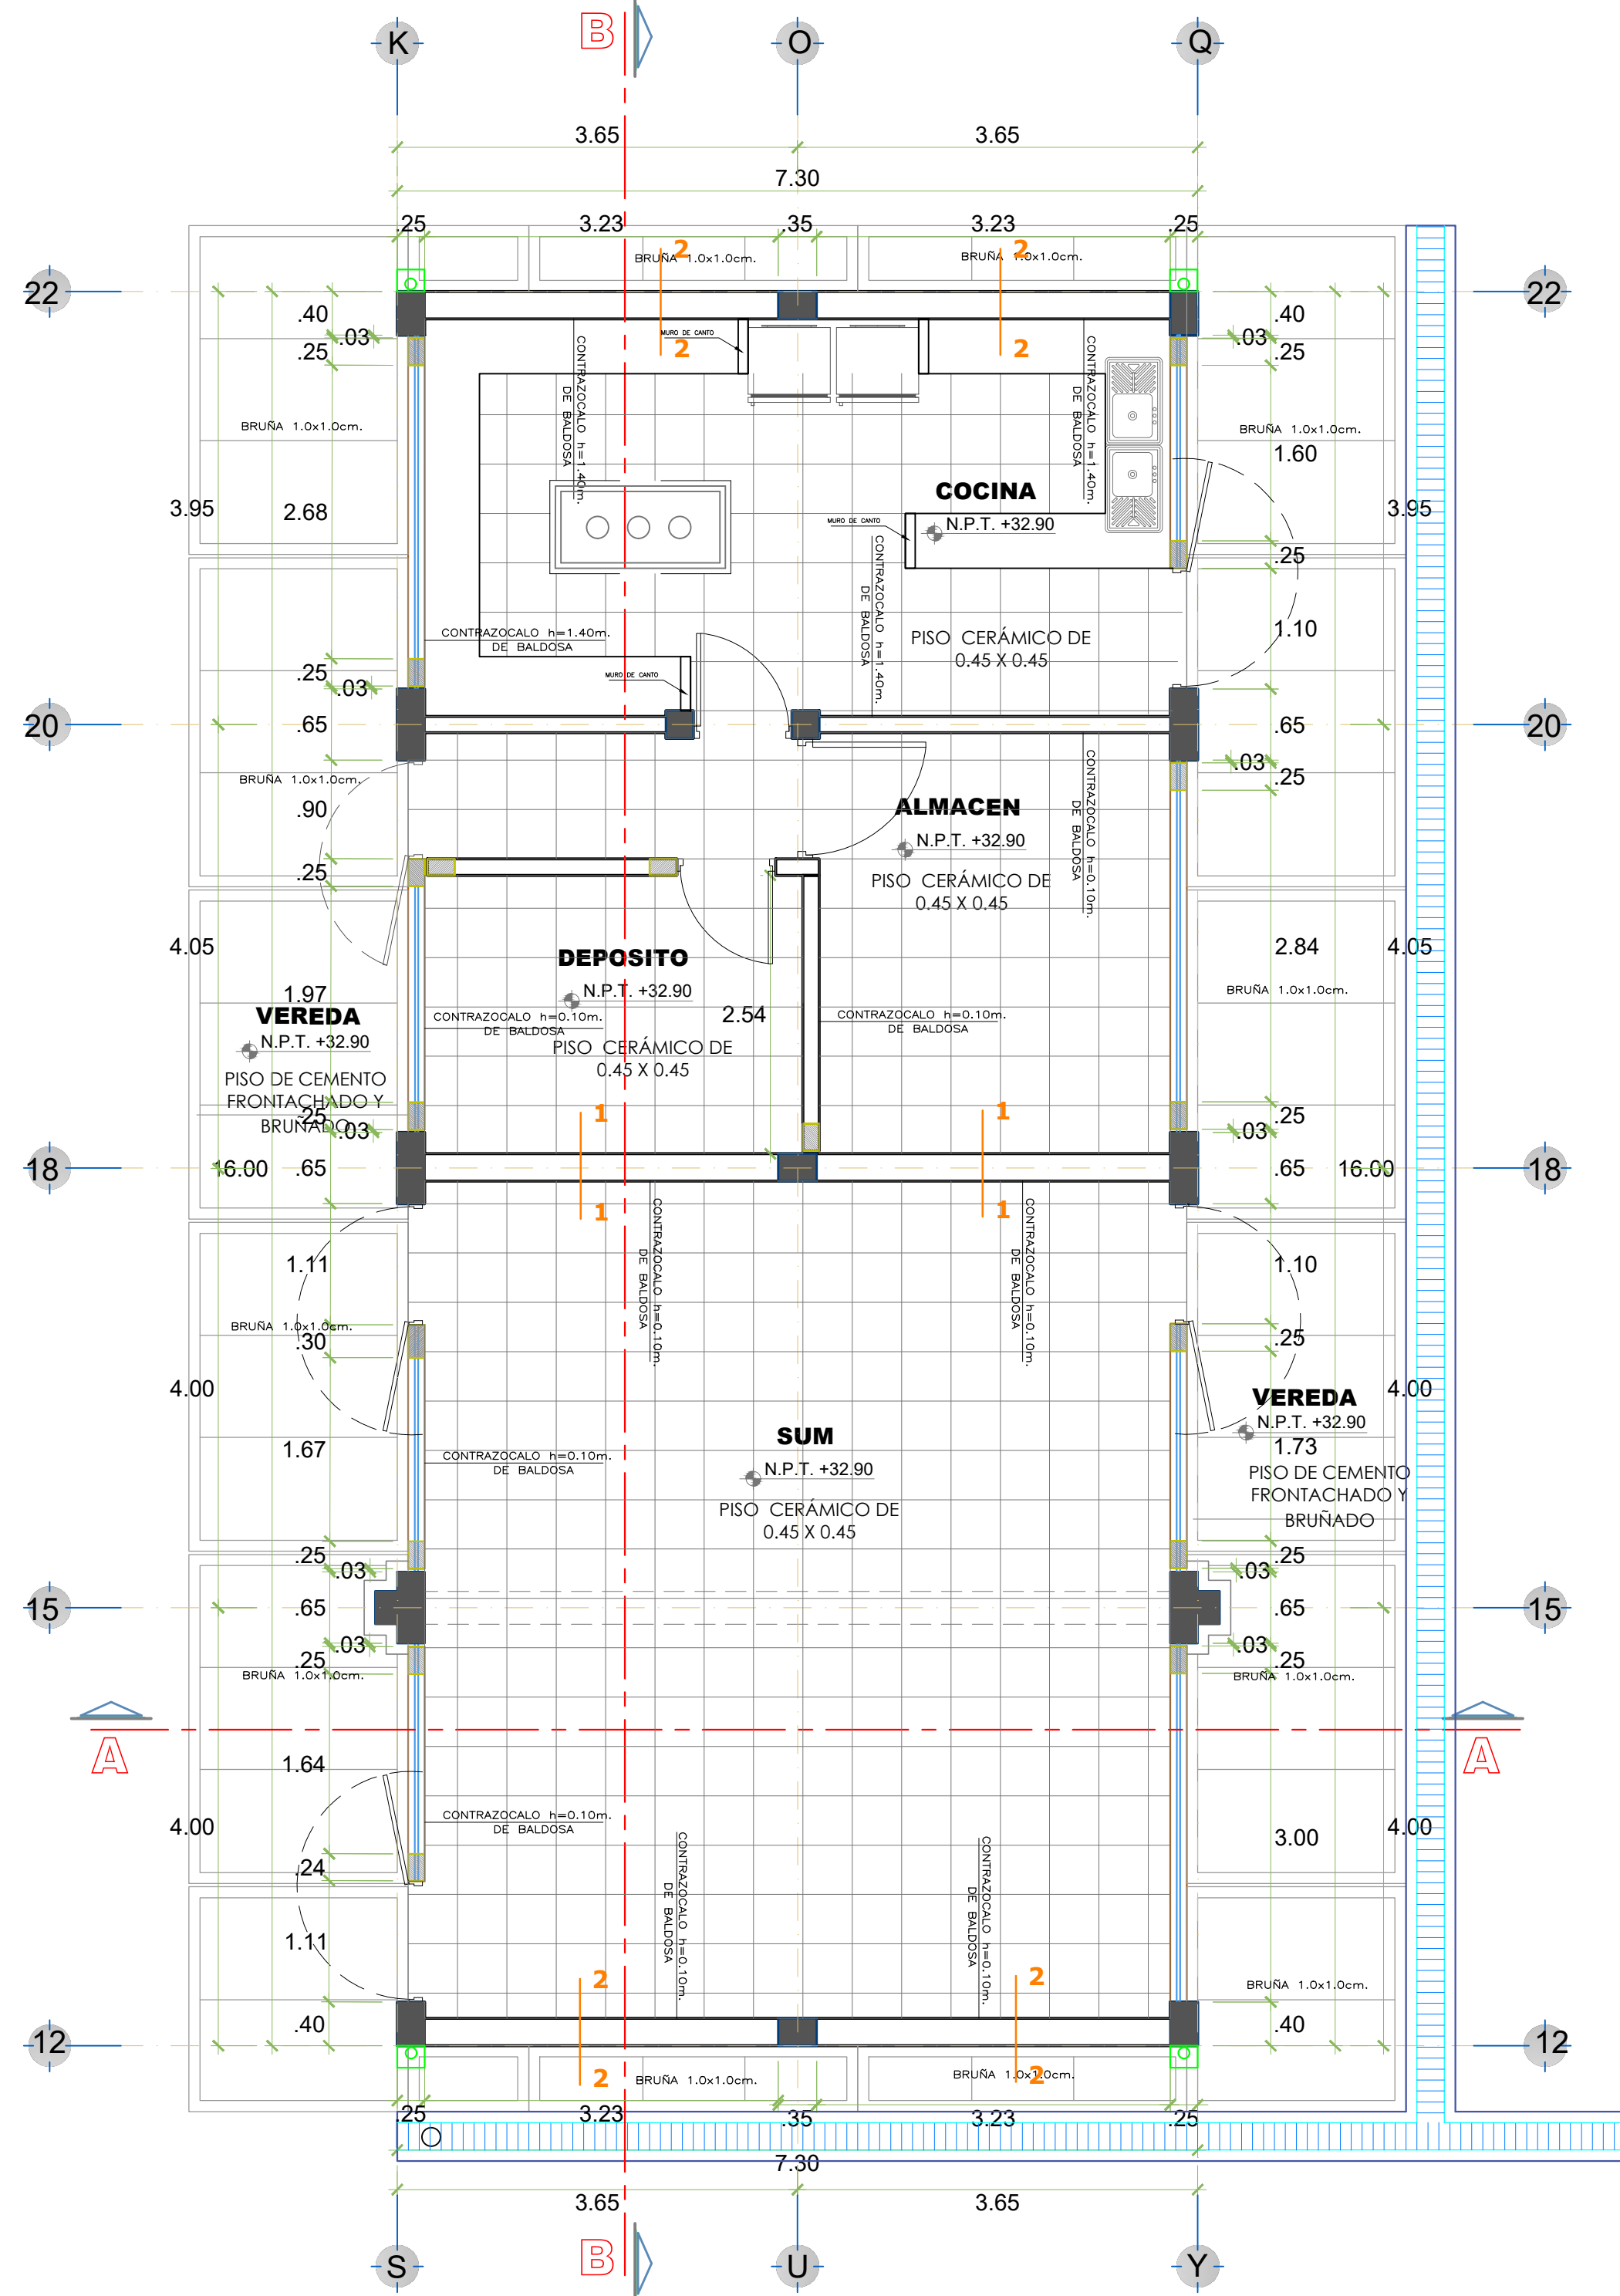 K
B
O
Q
3.65
3.65
7.30
.25
3.23
.35
3.23
.25
BRUÑA 1.0x1.0cm.
2
BRUÑA 1.0x1.0cm.
2
22
22
.40
.03
.25
MURO DE CANTO
2
2
.40
.03
.25
CONTRAZOCALO h=1.40m.
DE BALDOSA
CONTRAZOCALO h=1.40m.
DE BALDOSA
BRUÑA 1.0x1.0cm.
BRUÑA 1.0x1.0cm.
1.60
COCINA
N.P.T. +32.90
MURO DE CANTO
3.95
2.68
3.95
.25
CONTRAZOCALO h=1.40m.
DE BALDOSA
CONTRAZOCALO h=1.40m.
DE BALDOSA
PISO CERÁMICO DE
0.45 X 0.45
1.10
MURO DE CANTO
.25
.03
20
.65
.65
20
.03
.25
BRUÑA 1.0x1.0cm.
.90
ALMACEN
N.P.T. +32.90
CONTRAZOCALO h=0.10m.
DE BALDOSA
PISO CERÁMICO DE
0.45 X 0.45
.25
4.05
DEPOSITO
N.P.T. +32.90
2.84
4.05
1.97
BRUÑA 1.0x1.0cm.
VEREDA
N.P.T. +32.90
CONTRAZOCALO h=0.10m.
DE BALDOSA
2.54
CONTRAZOCALO h=0.10m.
DE BALDOSA
PISO CERÁMICO DE
0.45 X 0.45
PISO DE CEMENTO
FRONTACHADO Y
BRUÑADO
.25
.03
1
1
.25
.03
18
16.00
.65
.65
16.00
18
1
1
CONTRAZOCALO h=0.10m.
DE BALDOSA
CONTRAZOCALO h=0.10m.
DE BALDOSA
1.11
1.10
BRUÑA 1.0x1.0cm.
.30
.25
4.00
4.00
VEREDA
N.P.T. +32.90
1.73
SUM
N.P.T. +32.90
1.67
CONTRAZOCALO h=0.10m.
DE BALDOSA
PISO DE CEMENTO
FRONTACHADO Y
BRUÑADO
PISO CERÁMICO DE
0.45 X 0.45
.25
.03
.25
.03
15
.65
.65
15
.03
.25
.03
.25
BRUÑA 1.0x1.0cm.
BRUÑA 1.0x1.0cm.
A
A
1.64
4.00
CONTRAZOCALO h=0.10m.
DE BALDOSA
3.00
4.00
.24
CONTRAZOCALO h=0.10m.
DE BALDOSA
CONTRAZOCALO h=0.10m.
DE BALDOSA
1.11
2
2
BRUÑA 1.0x1.0cm.
12
.40
.40
12
2
BRUÑA 1.0x1.0cm.
BRUÑA 1.0x1.0cm.
2
.25
3.23
.35
3.23
.25
7.30
3.65
3.65
S
B
U
Y